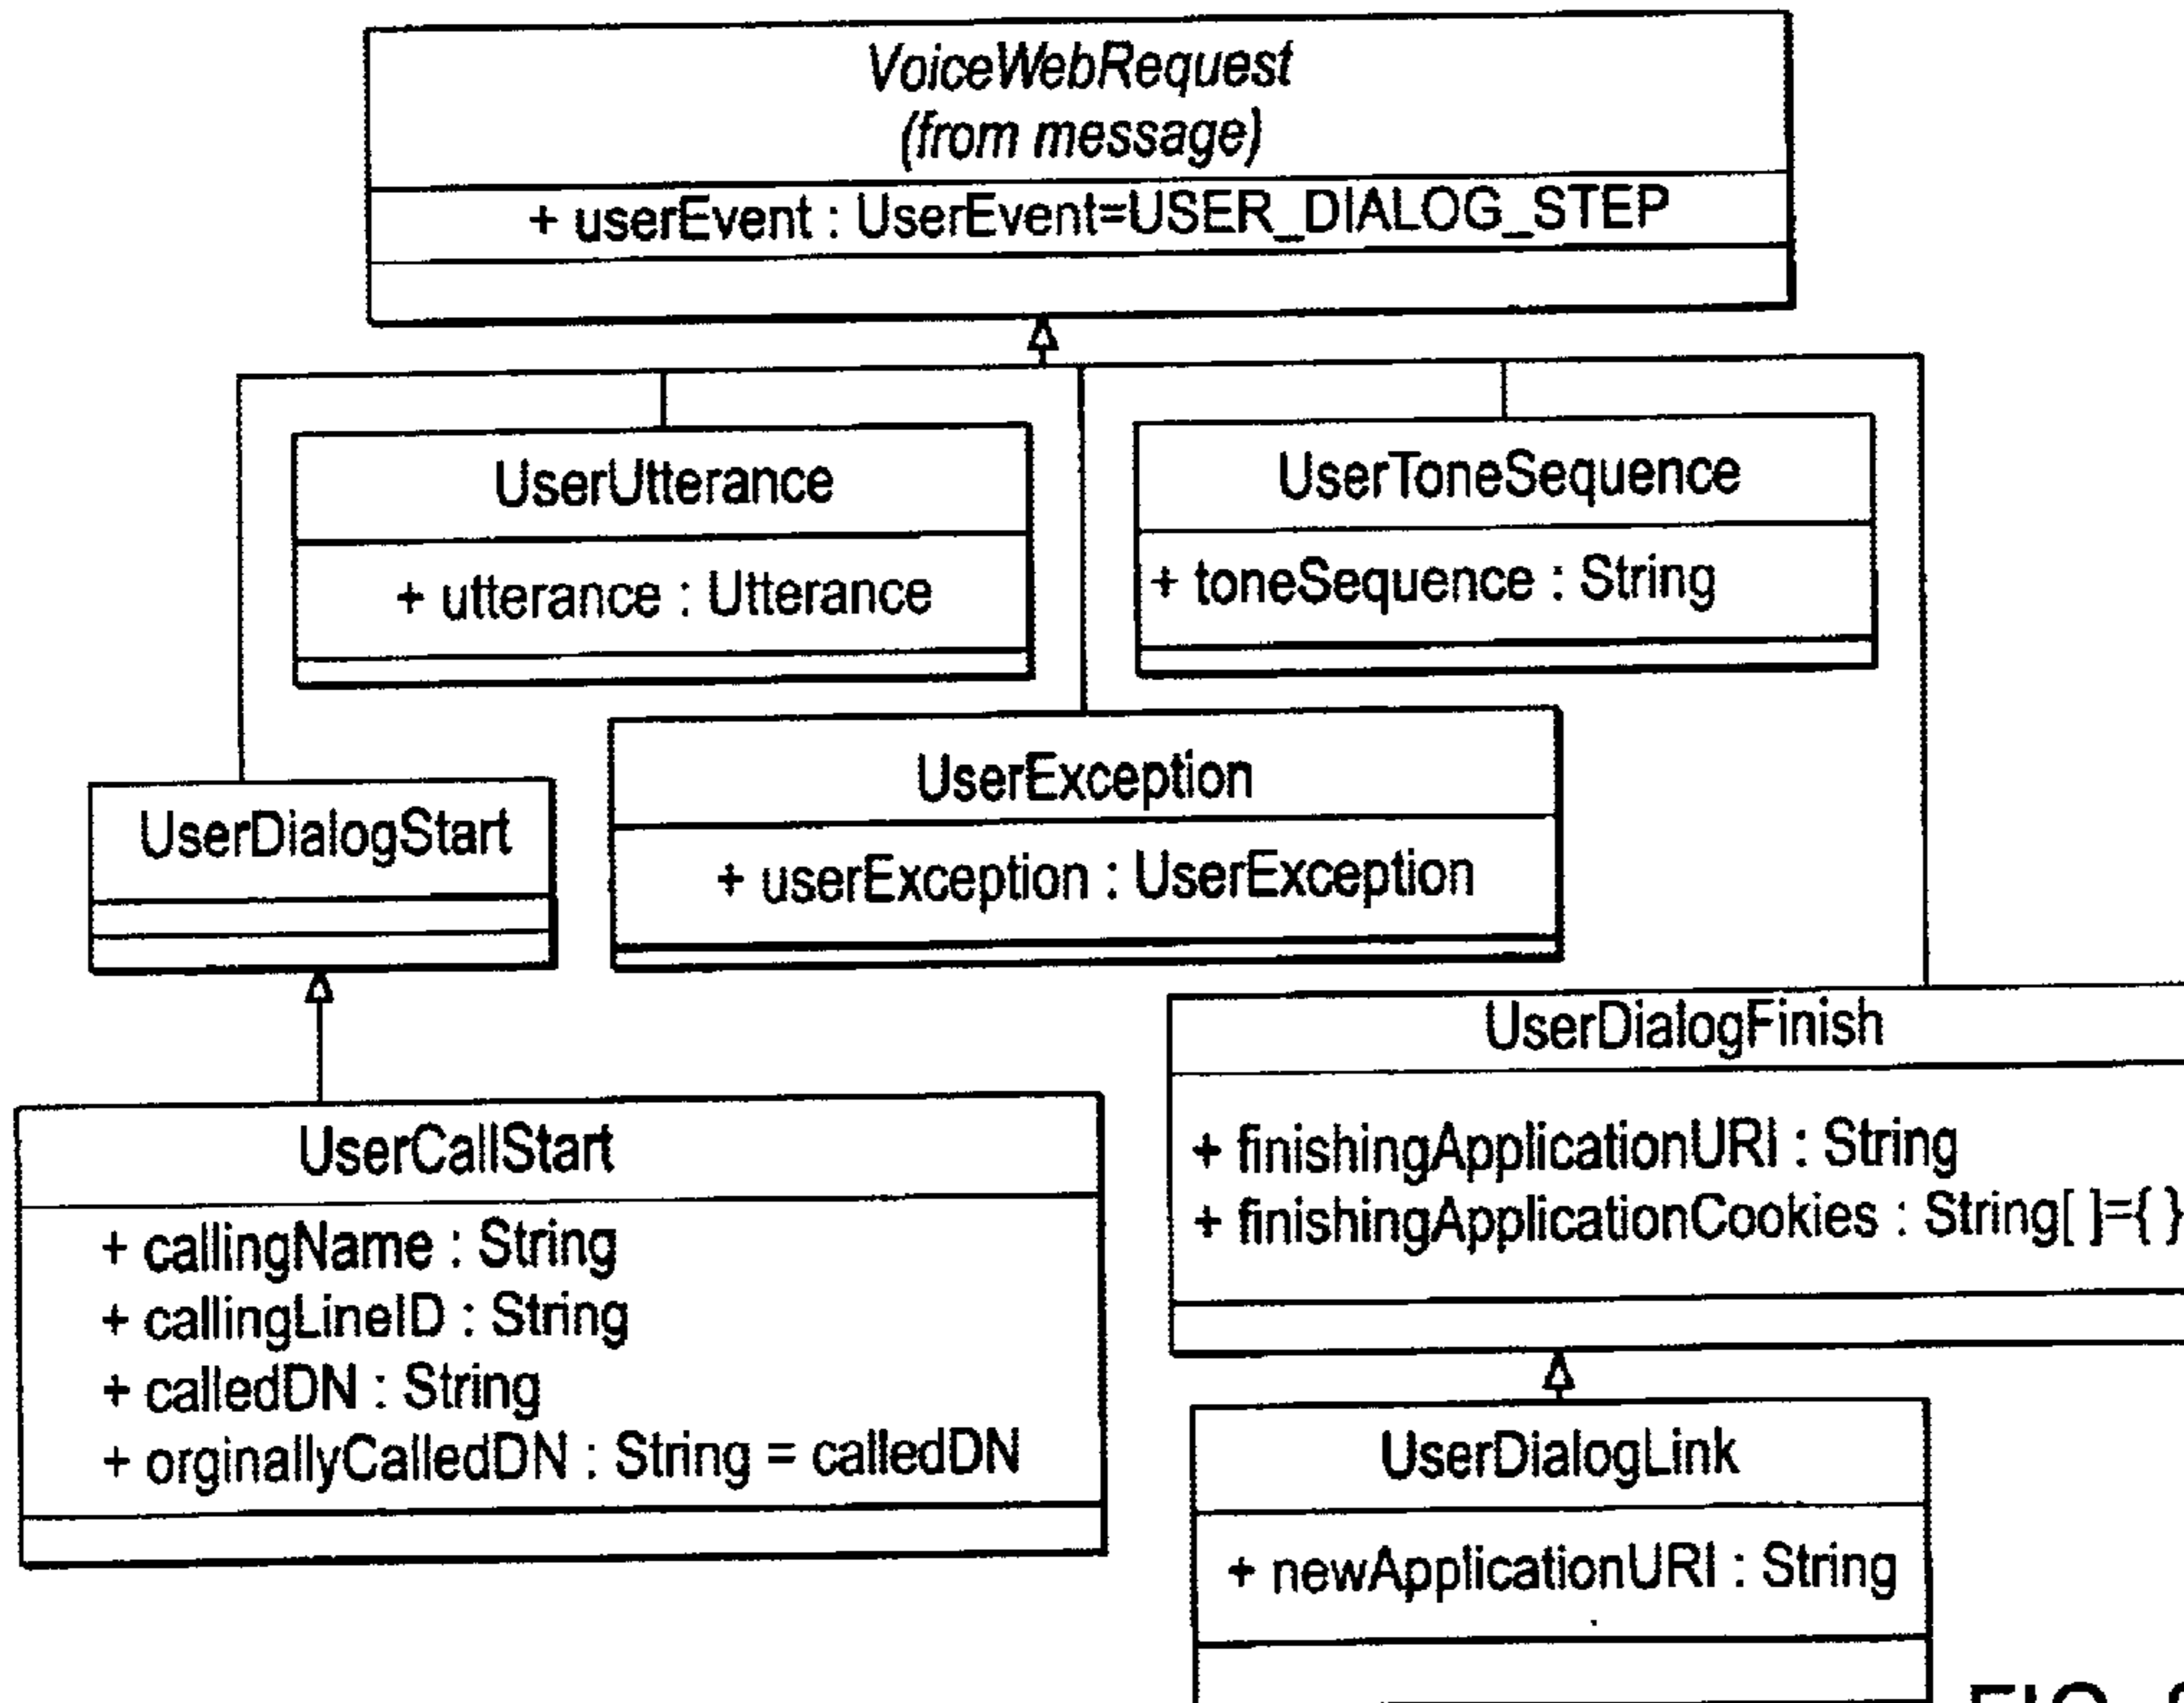 VoiceWebRequest
(from message)
+ userEvent : UserEvent=USER_DIALOG_STEP
UserUtterance
+ utterance : Utterance
UserToneSequence
+ toneSequence : String
UserException
+ userException : UserException
UserDialogStart
UserDialogFinish
+ finishingApplicationURI : String
+ finishingApplicationCookies : String[ ]={ }
UserCallStart
+ callingName : String
+ callingLineID : String
+ calledDN : String
+ orginallyCalledDN : String = calledDN
UserDialogLink
+ newApplicationURI : String